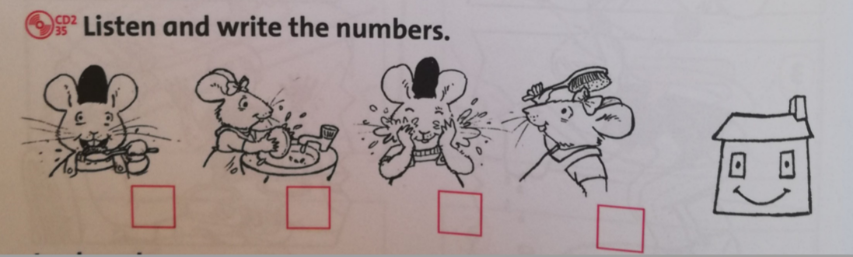 CD2
35 Listen and write the numbers.